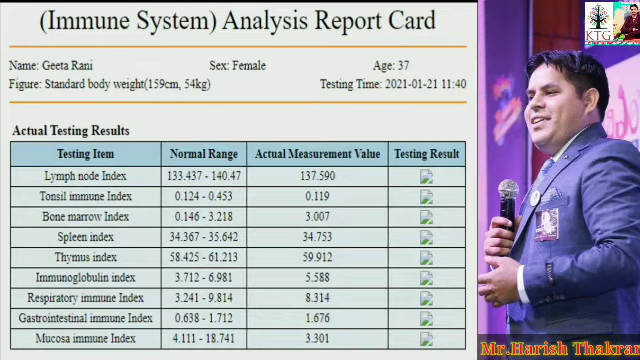 (Immune System) Analysis Report Card
Name: Geeta Rani Sex: Female Age: 37
Figure: Standard body weight(159cm, 54kg) Testing Time: 2021-01-21 11:40
Actual Testing Results
Testing Item Normal Range Actual Measurement Value Testing Result
Lymph node Index 133.437 - 140.47 137.590
Tonsil immune Index 0.124 - 0.453 0.119
Bone marrow Index 0.146 - 3.218 3.007
Spleen index 34.367 - 35.642 34.753
Thymus index 58.425 - 61.213 59.912
Immunoglobulin index 3.712 - 6.981 5.588
Respiratory immune Index 3.241 - 9.814 8.314
Gastrointestinal immune Index 0.638 - 1.712 1.676
Mucosa immune Index 4.111 - 18.741 3.301
KTG
Mr.Harish Thakran